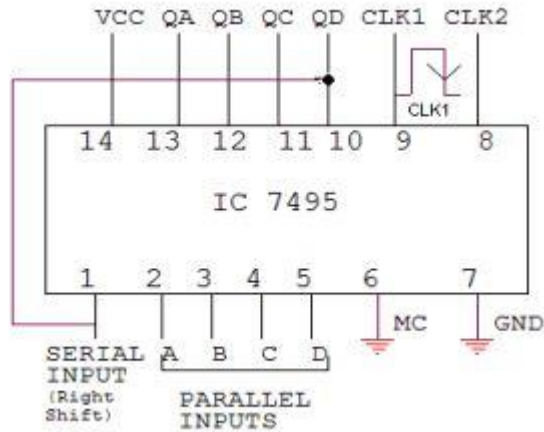 VCC QA QB QC QD CLK1 CLK2
CLK1
14 13 12 11 10 9 8
IC 7495
1 2 3 4 5 6 7
MC GND
SERIAL A B C D
INPUT
(Right
Shift)
PARALLEL
INPUTS